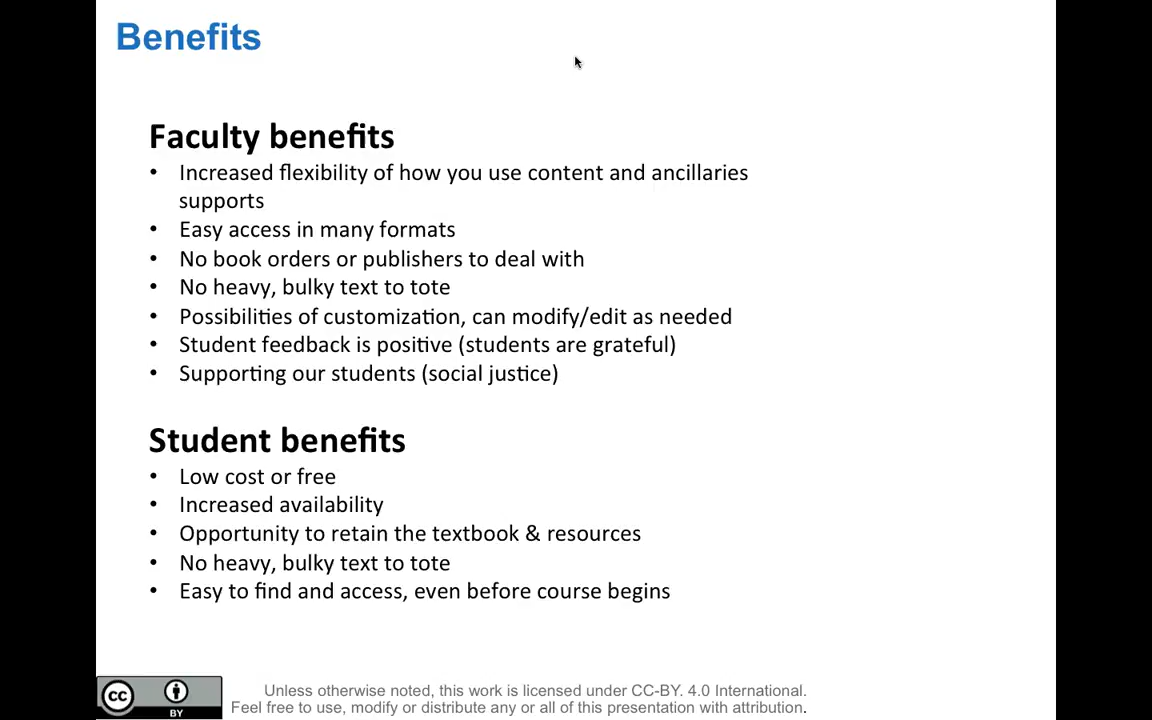 Benefits
Faculty benefits
• Increased flexibility of how you use content and ancillaries
supports
• Easy access in many formats
• No book orders or publishers to deal with
• No heavy, bulky text to tote
• Possibilities of customization, can modify/edit as needed
• Student feedback is positive (students are grateful)
• Supporting our students (social justice)
Student benefits
• Low cost or free
• Increased availability
• Opportunity to retain the textbook & resources
• No heavy, bulky text to tote
• Easy to find and access, even before course begins
cc
BY
Unless otherwise noted, this work is licensed under CC-BY. 4.0 International.
Feel free to use, modify or distribute any or all of this presentation with attribution.